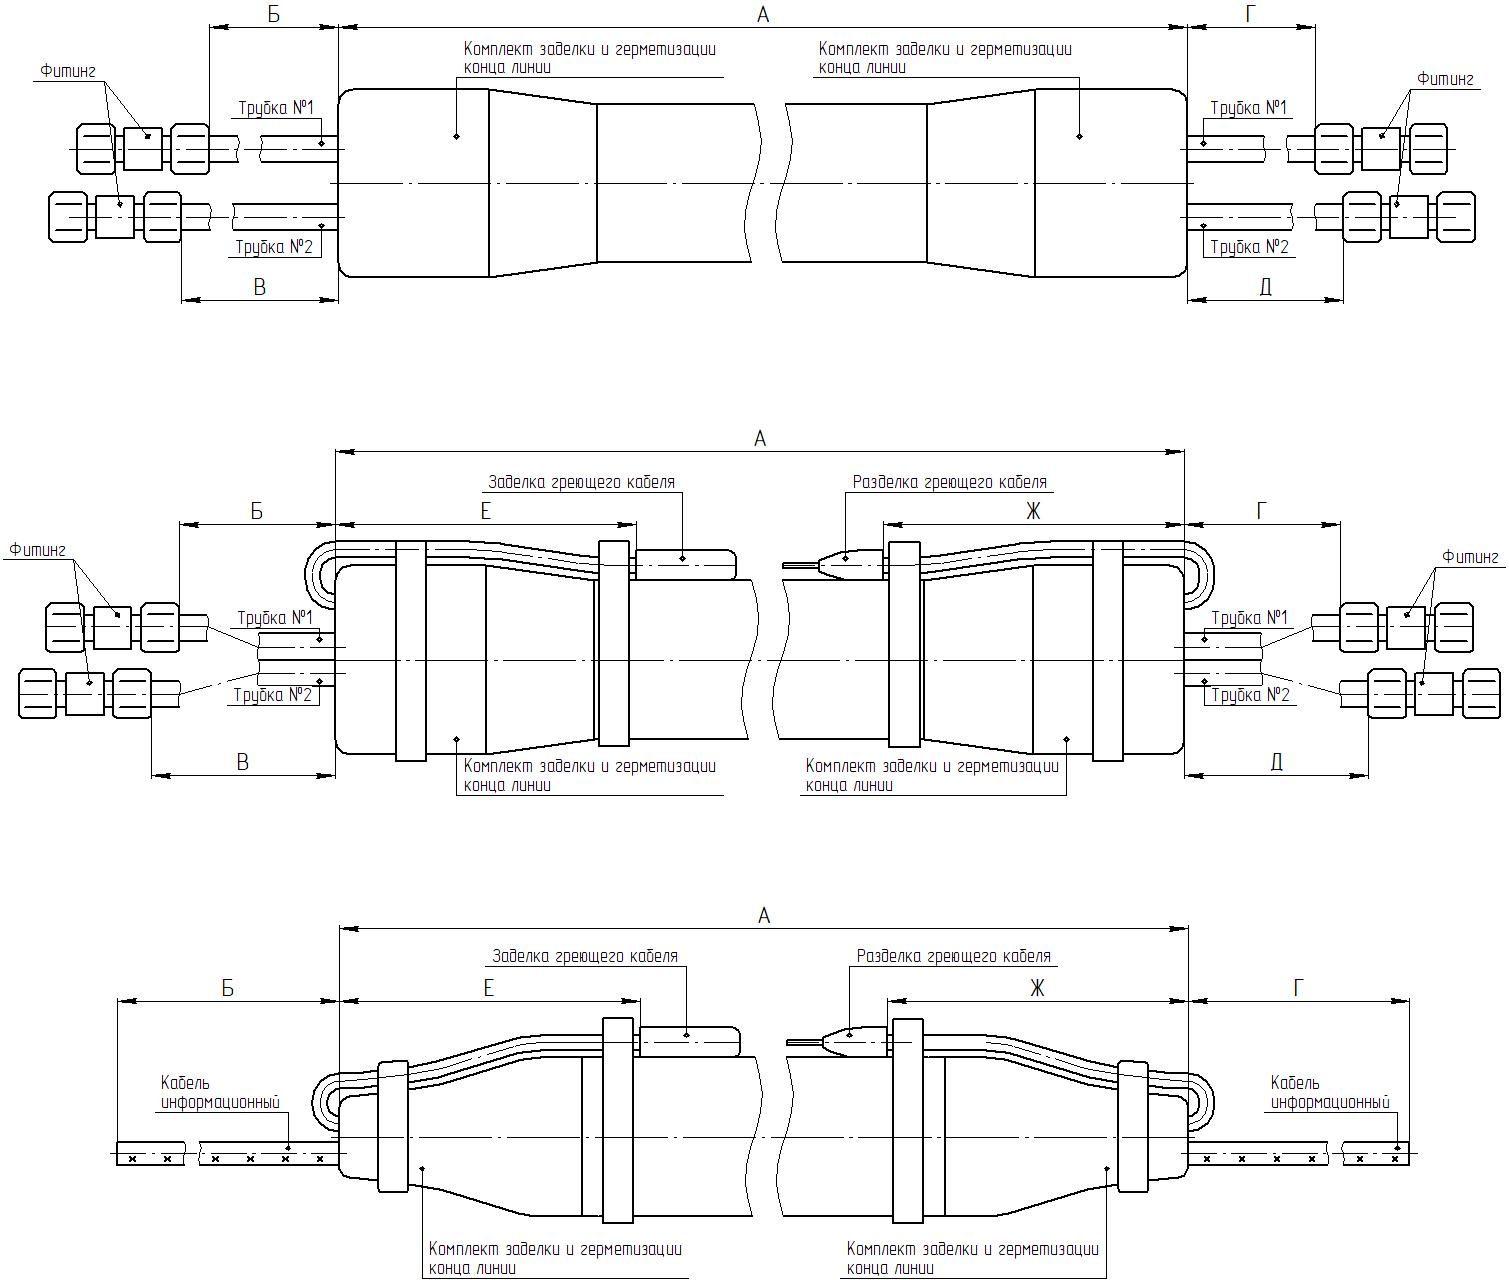 Б
А
Г
Комплект заделки и герметизации
конца линии
Комплект заделки и герметизации
конца линии
Фитинг
Фитинг
Трубка №1
Трубка №1
Трубка №2
Трубка №2
В
Д
А
Заделка греющего кабеля
Разделка греющего кабеля
Б
Е
Ж
Г
Фитинг
Фитинг
Трубка №1
Трубка №1
Трубка №2
Трубка №2
В
Комплект заделки и герметизации
конца линии
Комплект заделки и герметизации
конца линии
Д
А
Заделка греющего кабеля
Разделка греющего кабеля
Б
Е
Ж
Г
Кабель
информационный
Кабель
информационный
Комплект заделки и герметизации
конца линии
Комплект заделки и герметизации
конца линии